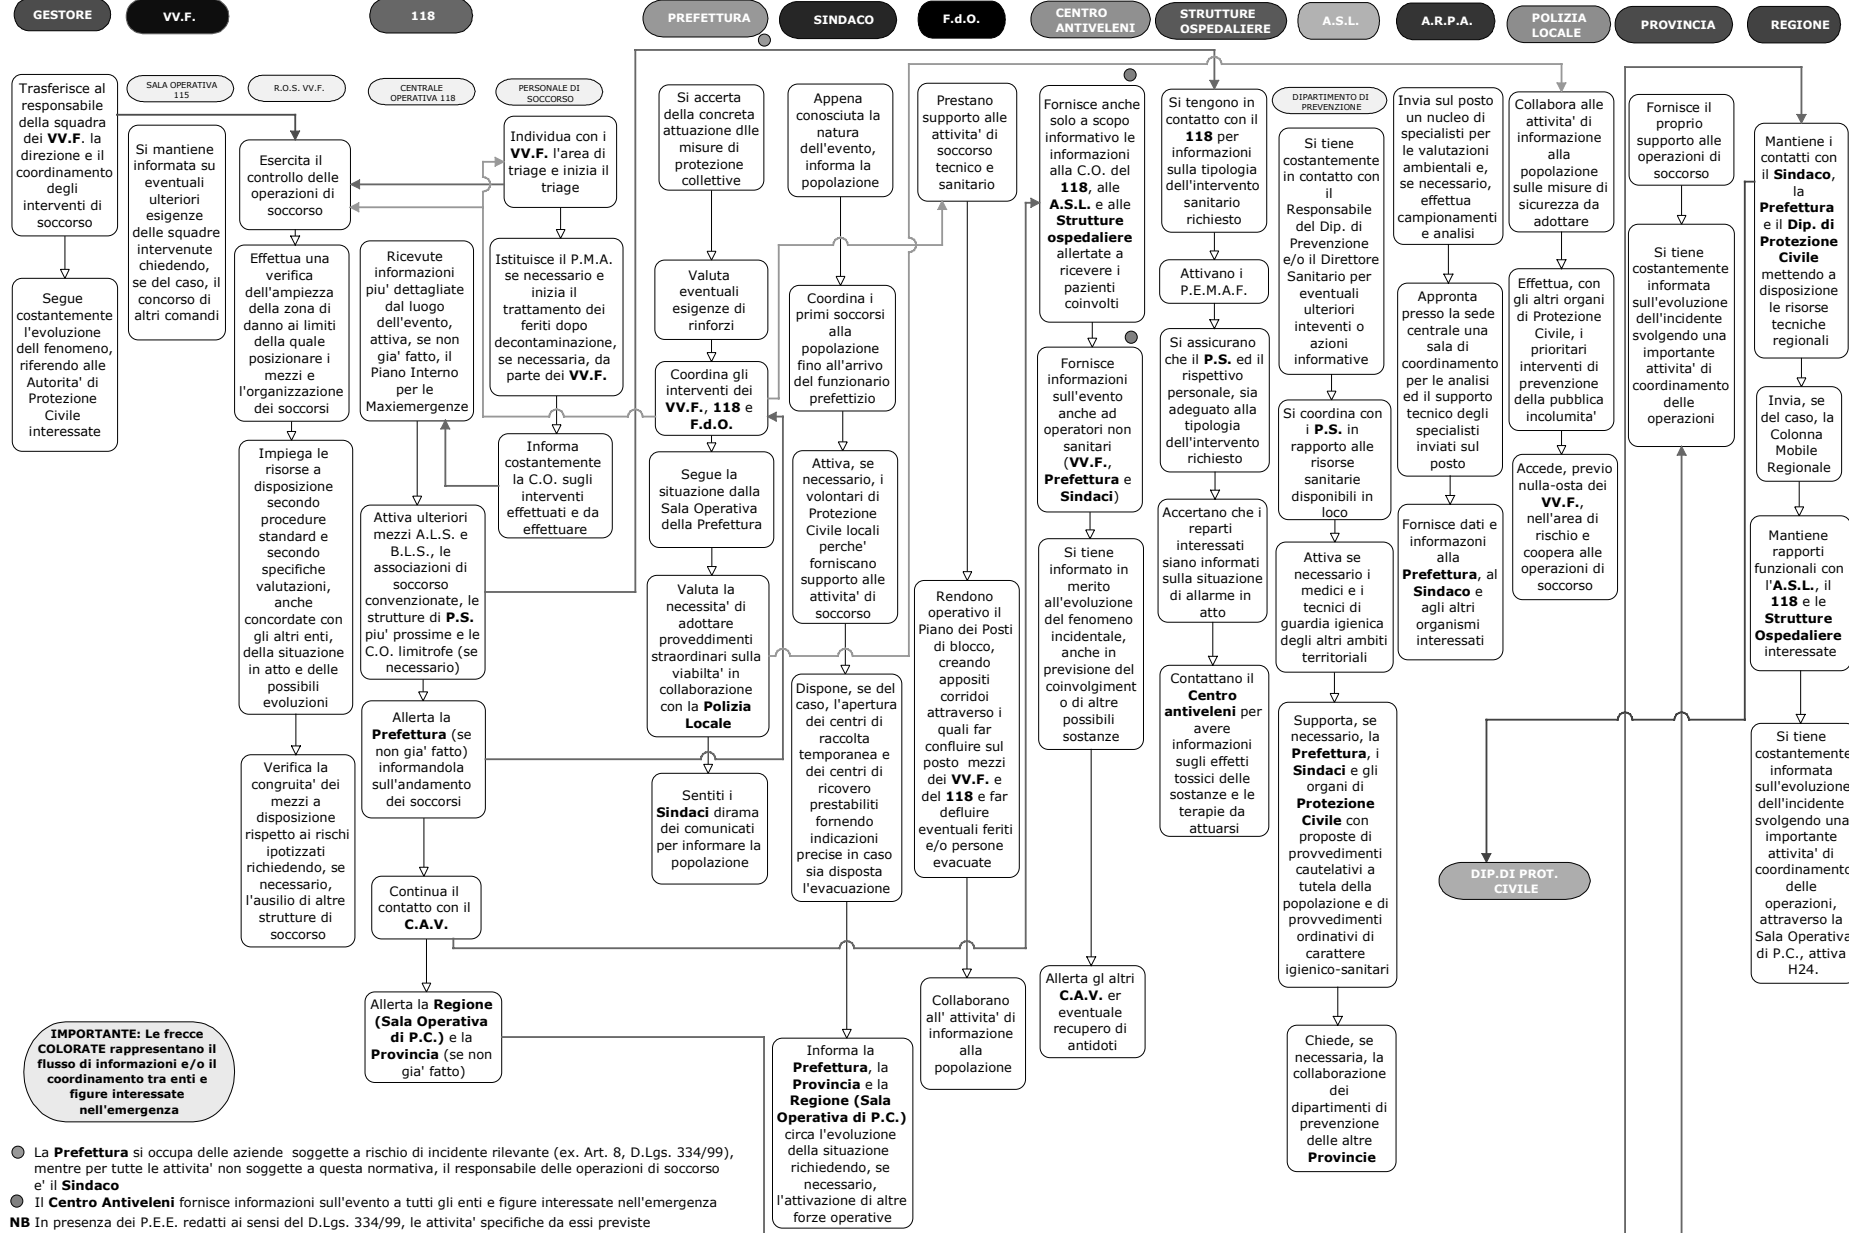 GESTORE
VV.F.
118
PREFETTURA
SINDACO
F.d.O.
CENTRO
ANTIVELENI
STRUTTURE
OSPEDALIERE
A.S.L.
A.R.P.A.
POLIZIA
LOCALE
PROVINCIA
REGIONE
Trasferisce al
responsabile
della squadra
dei VV.F. la
direzione e il
coordinamento
degli
interventi di
soccorso
Segue
costantemente
l'evoluzione
dell fenomeno,
riferendo alle
Autorita' di
Protezione
Civile
interessate
SALA OPERATIVA
115
Si mantiene
informata su
eventuali
ulteriori
esigenze
delle squadre
intervenute
chiedendo,
se del caso, il
concorso di
altri comandi
R.O.S. VV.F.
Esercita il
controllo delle
operazioni di
soccorso
Effettua una
verifica
dell'ampiezza
della zona di
danno ai limiti
della quale
posizionare i
mezzi e
l'organizzazione
dei soccorsi
Impiega le
risorse a
disposizione
secondo
procedure
standard e
secondo
specifiche
valutazioni,
anche
concordate con
gli altri enti,
della situazione
in atto e delle
possibili
evoluzioni
Verifica la
congruita' dei
mezzi a
disposizione
rispetto ai rischi
ipotizzati
richiedendo, se
necessario,
l'ausilio di altre
strutture di
soccorso
CENTRALE
OPERATIVA 118
Ricevute
informazioni
piu' dettagliate
dal luogo
dell'evento,
attiva, se non
gia' fatto, il
Piano Interno
per le
Maxiemergenze
Attiva ulteriori
mezzi A.L.S. e
B.L.S., le
associazioni di
soccorso
convenzionate, le
strutture di P.S.
piu' prossime e le
C.O. limitrofe (se
necessario)
Allerta la
Prefettura (se
non gia' fatto)
informandola
sull'andamento
dei soccorsi
Continua il
contatto con il
C.A.V.
Allerta la Regione
(Sala Operativa
di P.C.) e la
Provincia (se non
gia' fatto)
PERSONALE DI
SOCCORSO
Individua con i
VV.F. l'area di
triage e inizia il
triage
Istituisce il P.M.A.
se necessario e
inizia il
trattamento dei
feriti dopo
decontaminazione,
se necessaria, da
parte dei VV.F.
Informa
costantemente
la C.O. sugli
interventi
effettuati e da
effettuare
Si accerta
della concreta
attuazione dlle
misure di
protezione
collettive
Valuta
eventuali
esigenze di
rinforzi
Coordina gli
interventi dei
VV.F., 118 e
F.d.O.
Segue la
situazione dalla
Sala Operativa
della Prefettura
Valuta la
necessita' di
adottare
proveddimenti
straordinari sulla
viabilta' in
collaborazione
con la Polizia
Locale
Sentiti i
Sindaci dirama
dei comunicati
per informare la
popolazione
Appena
conosciuta la
natura
dell'evento,
informa la
popolazione
Coordina i
primi soccorsi
alla
popolazione
fino all'arrivo
del funzionario
prefettizio
Attiva, se
necessario, i
volontari di
Protezione
Civile locali
perche'
forniscano
supporto alle
attivita' di
soccorso
Dispone, se del
caso, l'apertura
dei centri di
raccolta
temporanea e
dei centri di
ricovero
prestabiliti
fornendo
indicazioni
precise in caso
sia disposta
l'evacuazione
Informa la
Prefettura, la
Provincia e la
Regione (Sala
Operativa di P.C.)
circa l'evoluzione
della situazione
richiedendo, se
necessario,
l'attivazione di altre
forze operative
Prestano
supporto alle
attivita' di
soccorso
tecnico e
sanitario
Rendono
operativo il
Piano dei Posti
di blocco,
creando
appositi
corridoi
attraverso i
quali far
confluire sul
posto mezzi
dei VV.F. e
del 118 e far
defluire
eventuali feriti
e/o persone
evacuate
Collaborano
all' attivita' di
informazione
alla
popolazione
Fornisce anche
solo a scopo
informativo le
informazioni
alla C.O. del
118, alle
A.S.L. e alle
Strutture
ospedaliere
allertate a
ricevere i
pazienti
coinvolti
Fornisce
informazioni
sull'evento
anche ad
operatori non
sanitari
(VV.F.,
Prefettura e
Sindaci)
Si tiene
informato in
merito
all'evoluzione
del fenomeno
incidentale,
anche in
previsione del
coinvolgiment
o di altre
possibili
sostanze
Allerta gl altri
C.A.V. er
eventuale
recupero di
antidoti
Si tengono in
contatto con il
118 per
informazioni
sulla tipologia
dell'intervento
sanitario
richiesto
Attivano i
P.E.M.A.F.
Si assicurano
che il P.S. ed il
rispettivo
personale, sia
adeguato alla
tipologia
dell'intervento
richiesto
Accertano che i
reparti
interessati
siano informati
sulla situazione
di allarme in
atto
Contattano il
Centro
antiveleni per
avere
informazioni
sugli effetti
tossici delle
sostanze e le
terapie da
attuarsi
DIPARTIMENTO DI
PREVENZIONE
Si tiene
costantemente
in contatto con
il
Responsabile
del Dip. di
Prevenzione
e/o il Direttore
Sanitario per
eventuali
ulteriori
inteventi o
azioni
informative
Si coordina con
i P.S. in
rapporto alle
risorse
sanitarie
disponibili in
loco
Attiva se
necessario i
medici e i
tecnici di
guardia igienica
degli altri ambiti
territoriali
Supporta, se
necessario, la
Prefettura, i
Sindaci e gli
organi di
Protezione
Civile con
proposte di
provvedimenti
cautelativi a
tutela della
popolazione e di
provvedimenti
ordinativi di
carattere
igienico-sanitari
Chiede, se
necessaria, la
collaborazione
dei
dipartimenti di
prevenzione
delle altre
Provincie
Invia sul posto
un nucleo di
specialisti per
le valutazioni
ambientali e,
se necessario,
effettua
campionamenti
e analisi
Appronta
presso la sede
centrale una
sala di
coordinamento
per le analisi
ed il supporto
tecnico degli
specialisti
inviati sul
posto
Fornisce dati e
informazoni
alla
Prefettura, al
Sindaco e
agli altri
organismi
interessati
DIP.DI PROT.
CIVILE
Collabora alle
attivita' di
informazione
alla
popolazione
sulle misure di
sicurezza da
adottare
Effettua, con
gli altri organi
di Protezione
Civile, i
prioritari
interventi di
prevenzione
della pubblica
incolumita'
Accede, previo
nulla-osta dei
VV.F.,
nell'area di
rischio e
coopera alle
operazioni di
soccorso
Fornisce il
proprio
supporto alle
operazioni di
soccorso
Si tiene
costantemente
informata
sull'evoluzione
dell'incidente
svolgendo una
importante
attivita' di
coordinamento
delle
operazioni
Mantiene i
contatti con
il Sindaco,
la
Prefettura
e il Dip. di
Protezione
Civile
mettendo a
disposizione
le risorse
tecniche
regionali
Invia, se
del caso, la
Colonna
Mobile
Regionale
Mantiene
rapporti
funzionali con
l'A.S.L., il
118 e le
Strutture
Ospedaliere
interessate
Si tiene
costantemente
informata
sull'evoluzione
dell'incidente
svolgendo una
importante
attivita' di
coordinamento
delle
operazioni,
attraverso la
Sala Operativa
di P.C., attiva
H24.
IMPORTANTE: Le frecce
COLORATE rappresentano il
flusso di informazioni e/o il
coordinamento tra enti e
figure interessate
nell'emergenza
La Prefettura si occupa delle aziende soggette a rischio di incidente rilevante (ex. Art. 8, D.Lgs. 334/99),
mentre per tutte le attivita' non soggette a questa normativa, il responsabile delle operazioni di soccorso
e' il Sindaco
Il Centro Antiveleni fornisce informazioni sull'evento a tutti gli enti e figure interessate nell'emergenza
NB In presenza dei P.E.E. redatti ai sensi del D.Lgs. 334/99, le attivita' specifiche da essi previste